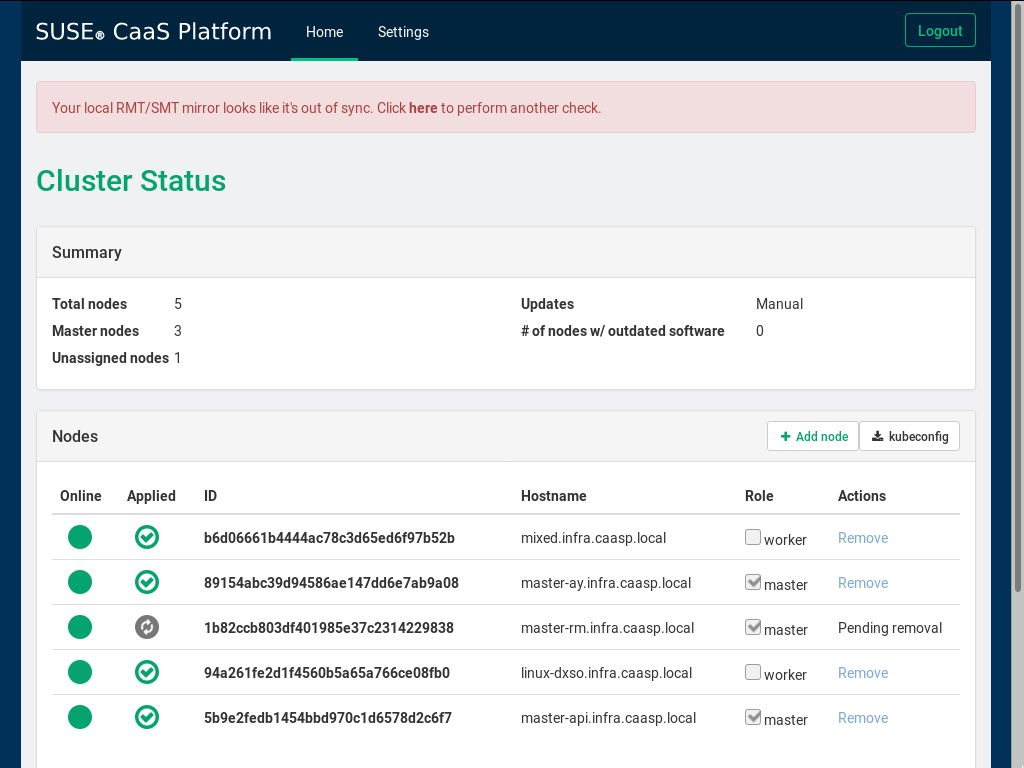 SUSE® CaaS Platform Home Settings Logout
Your local RMT/SMT mirror looks like it's out of sync. Click here to perform another check.
Cluster Status
Summary
Total nodes 5 Updates Manual
Master nodes 3 # of nodes w/ outdated software 0
Unassigned nodes 1
Nodes Add node kubeconfig
Online Applied ID Hostname Role Actions
b6d06661b4444ac78c3d65ed6f97b52b mixed.infra.caasp.local worker Remove
89154abc39d94586ae147dd6e7ab9a08 master-ay.infra.caasp.local master Remove
1b82ccb803df401985e37c2314229838 master-rm.infra.caasp.local master Pending removal
94a261fe2d1f4560b5a65a766ce08fb0 linux-dxso.infra.caasp.local worker Remove
5b9e2fedb1454bbd970c1d6578d2c6f7 master-api.infra.caasp.local master Remove